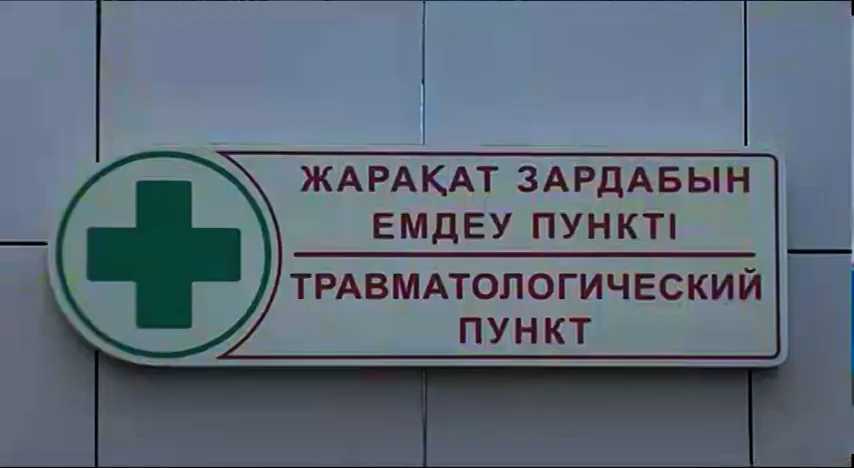 ЖАРАҚАТ ЗАРДАБЫН
ЕМДЕУ ПУНКТІ
ТРАВМАТОЛОГИЧЕСКИЙ
ПУНКТ